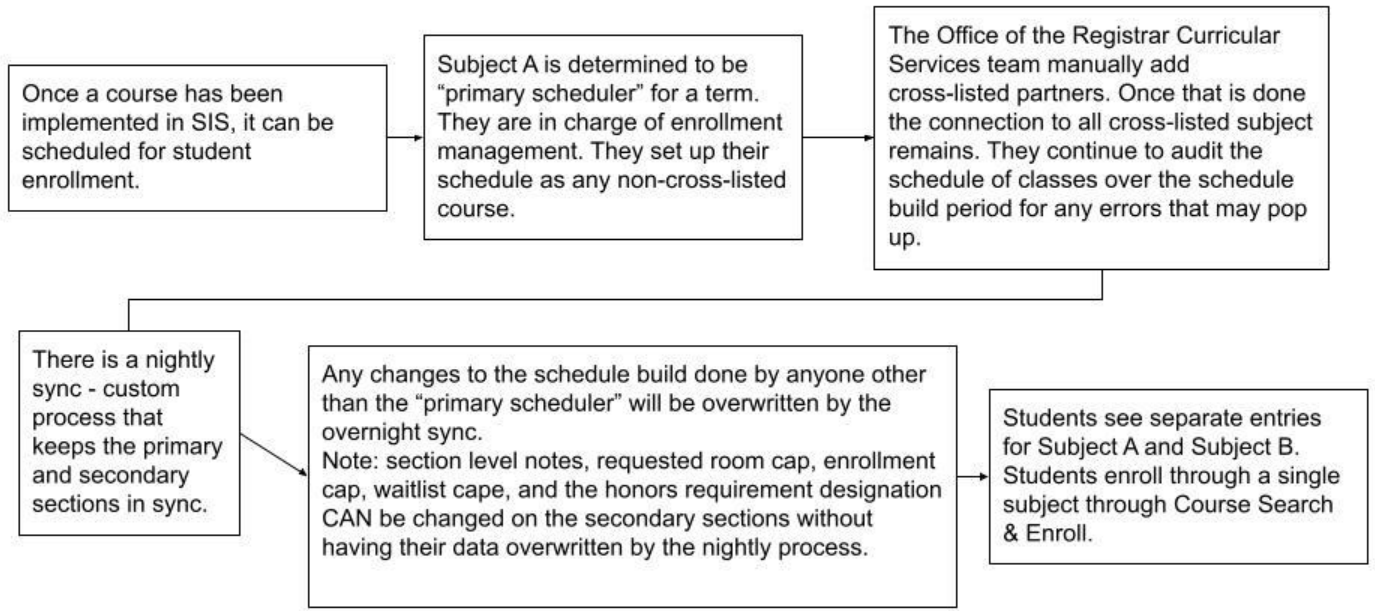 Once a course has been
implemented in SIS, it can be
scheduled for student
enrollment.
Subject A is determined to be
“primary scheduler” for a term.
They are in charge of enrollment
management. They set up their
schedule as any non-cross-listed
course.
The Office of the Registrar Curricular
Services team manually add
cross-listed partners. Once that is done
the connection to all cross-listed subject
remains. They continue to audit the
schedule of classes over the schedule
build period for any errors that may pop
up.
There is a nightly
sync - custom
process that
keeps the primary
and secondary
sections in sync.
Any changes to the schedule build done by anyone other
than the “primary scheduler” will be overwritten by the
overnight sync.
Note: section level notes, requested room cap, enrollment
cap, waitlist cape, and the honors requirement designation
CAN be changed on the secondary sections without
having their data overwritten by the nightly process.
Students see separate entries
for Subject A and Subject B.
Students enroll through a single
subject through Course Search
& Enroll.